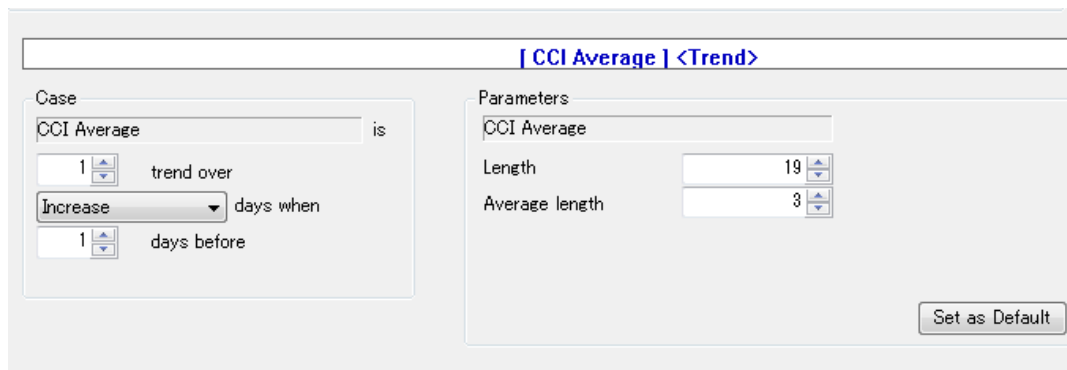 [ CCI Average ] <Trend>
Case
CCI Average is
1 trend over
Increase days when
1 days before
Parameters
CCI Average
Length 19
Average length 3
Set as Default